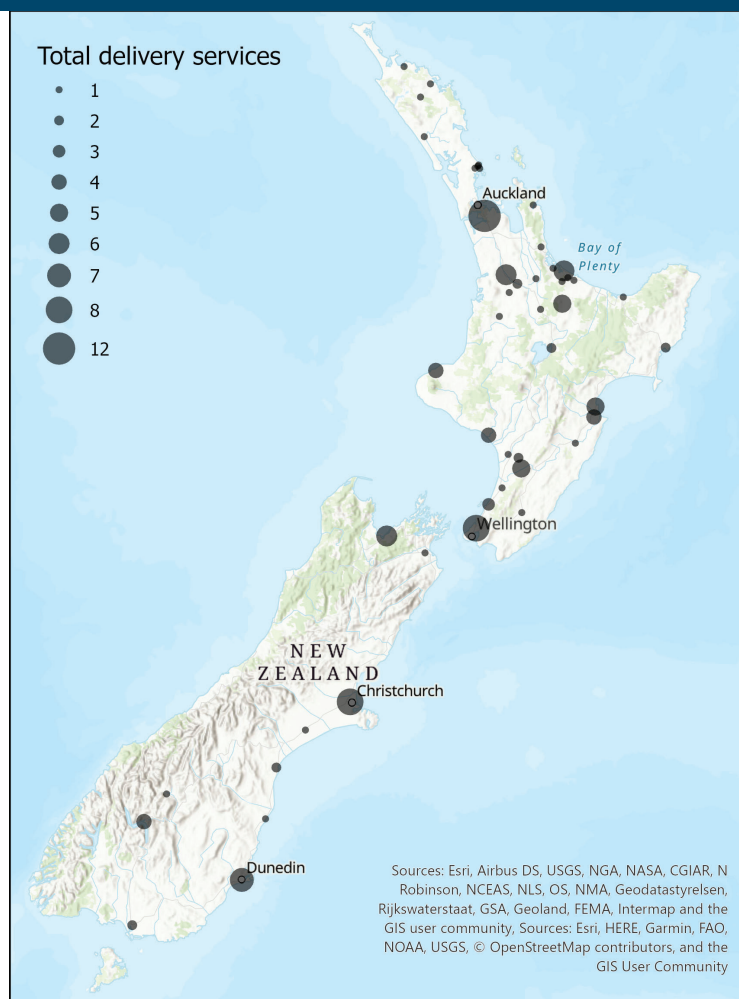 Total delivery services
1
2
3
4
5
6
7
8
12
Auckland
Bay of
Plenty
Wellington
NEW
ZEALAND
Christchurch
Dunedin
Sources: Esri, Airbus DS, USGS, NGA, NASA, CGIAR, N
Robinson, NCEAS, NLS, OS, NMA, Geodatastyrelsen,
Rijkswaterstaat, GSA, Geoland, FEMA, Intermap and the
GIS user community, Sources: Esri, HERE, Garmin, FAO,
NOAA, USGS, © OpenStreetMap contributors, and the
GIS User Community